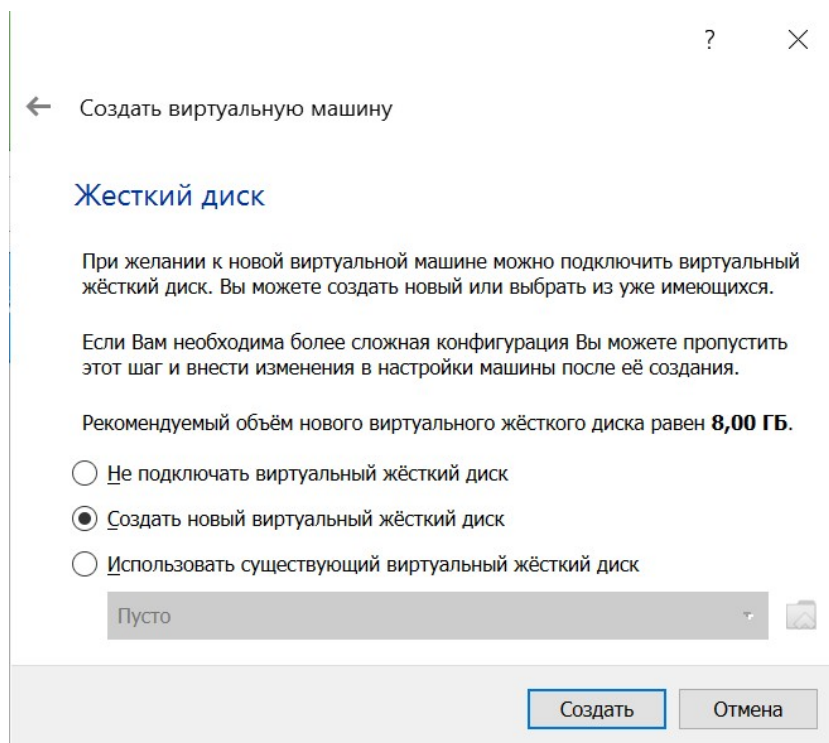 ?
Создать виртуальную машину
Жесткий диск
При желании к новой виртуальной машине можно подключить виртуальный
жёсткий диск. Вы можете создать новый или выбрать из уже имеющихся.
Если Вам необходима более сложная конфигурация Вы можете пропустить
этот шаг и внести изменения в настройки машины после её создания.
Рекомендуемый объём нового виртуального жёсткого диска равен 8,00 ГБ.
Не подключать виртуальный жёсткий диск
Создать новый виртуальный жёсткий диск
Использовать существующий виртуальный жёсткий диск
Пусто
Создать Отмена